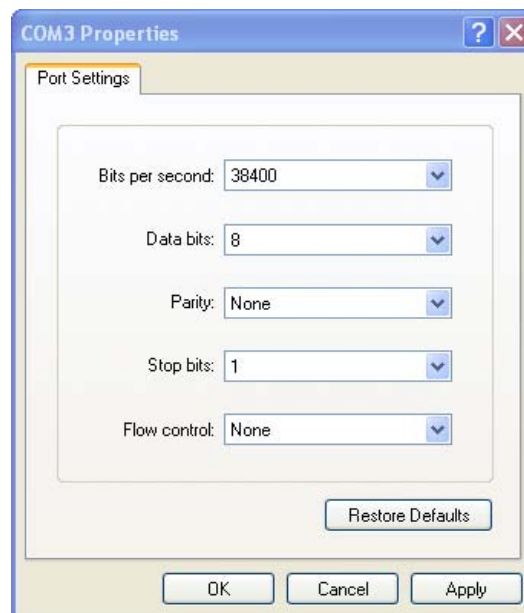 COM3 Properties
Port Settings
Bits per second: 38400
Data bits: 8
Parity: None
Stop bits: 1
Flow control: None
Restore Defaults
OK Cancel Apply